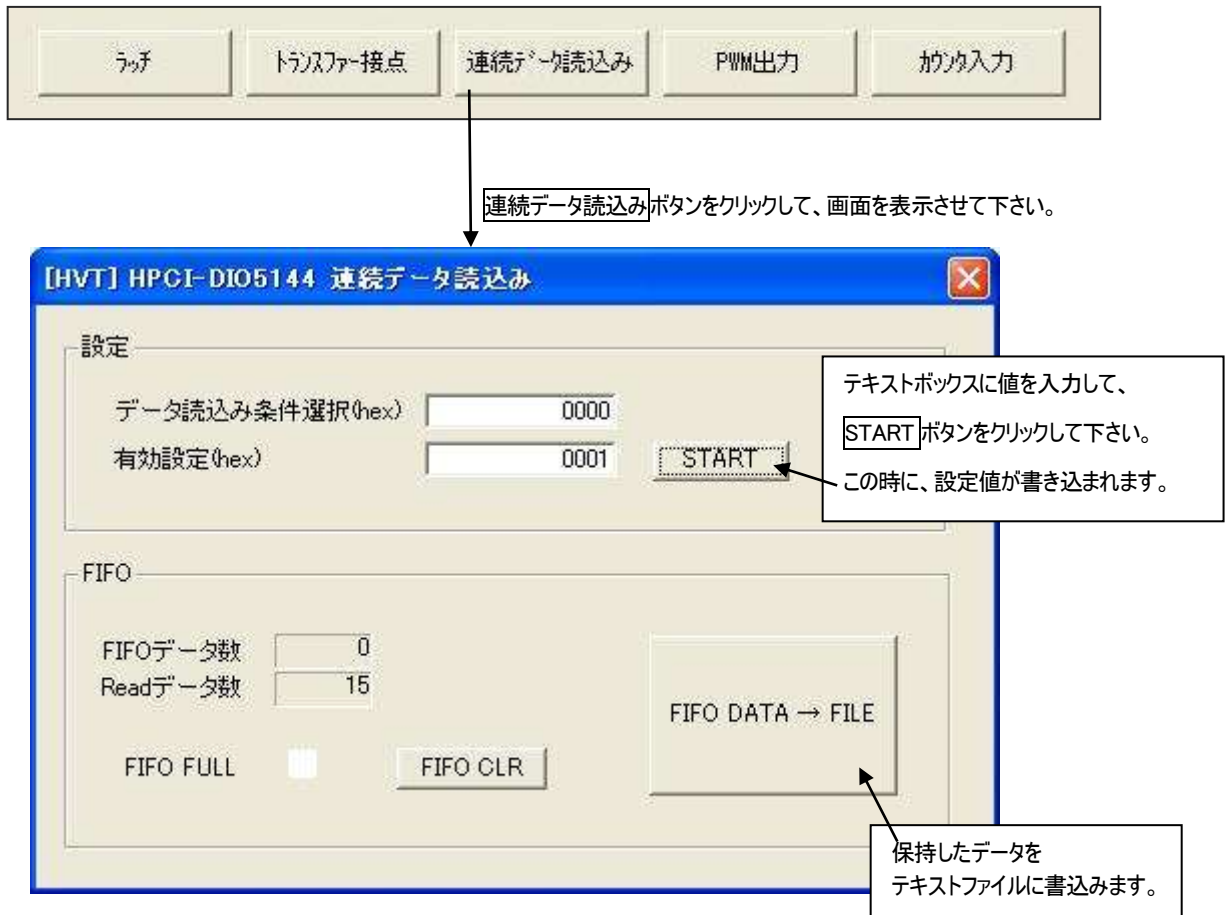 ラッチ トランスファー接点 連続データ読込み PWM出力 カウンタ入力
連続データ読込みボタンをクリックして、画面を表示させて下さい。
[HVT] HPCI-DIO5144 連続データ読込み
設定
データ読込み条件選択(hex) 0000
有効設定(hex) 0001 START
テキストボックスに値を入力して、
STARTボタンをクリックして下さい。
この時に、設定値が書き込まれます。
FIFO
FIFOデータ数 0
Readデータ数 15
FIFO DATA → FILE
FIFO FULL FIFO CLR
保持したデータを
テキストファイルに書込みます。